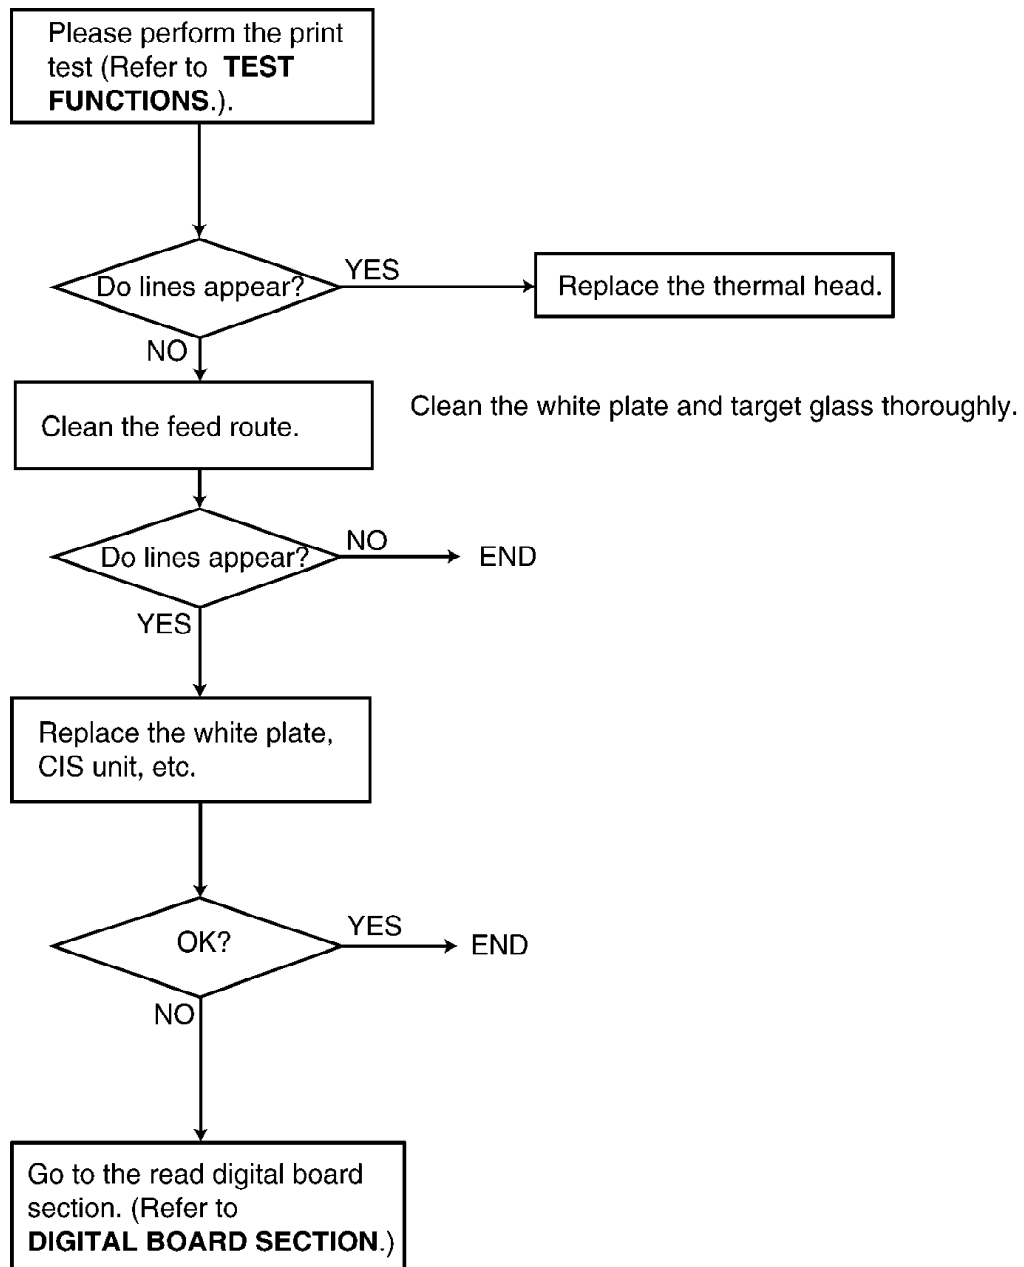 Please perform the print
test (Refer to TEST
FUNCTIONS.).
Do lines appear?
YES
Replace the thermal head.
NO
Clean the feed route.
Clean the white plate and target glass thoroughly.
Do lines appear?
NO
END
YES
Replace the white plate,
CIS unit, etc.
OK?
YES
END
NO
Go to the read digital board
section. (Refer to
DIGITAL BOARD SECTION.)